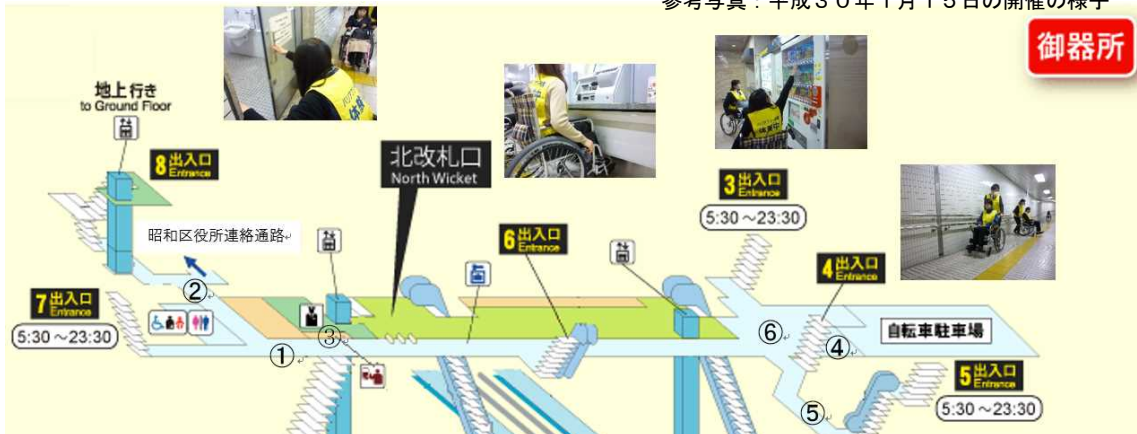 参考写真：平成３０年１月１５日の開催の様子
御器所
地上行き
to Ground Floor
8 出入口
Entrance
北改札口
North Wicket
3 出入口
Entrance
5:30～23:30
昭和区役所連絡通路
6 出入口
Entrance
4 出入口
Entrance
7 出入口
Entrance
5:30～23:30
②
⑥
④
自転車駐車場
①
③
5 出入口
Entrance
5:30～23:30
⑤